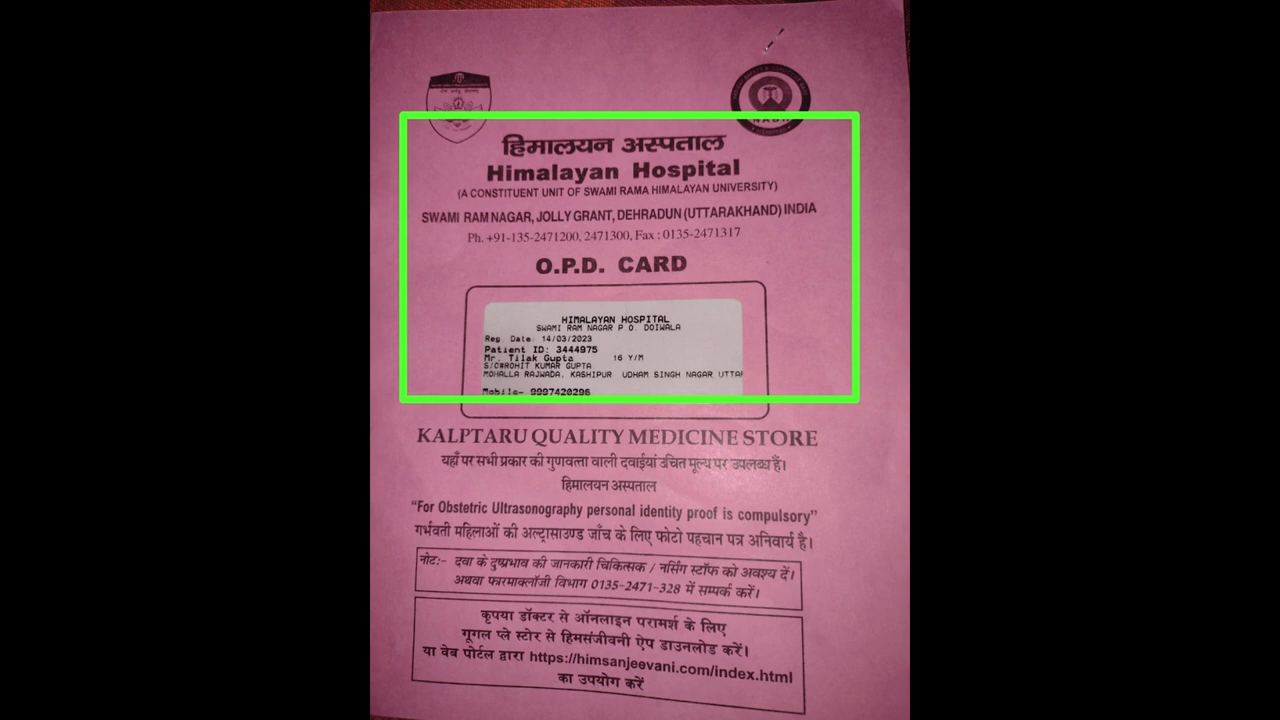 हिमालयन अस्पताल
Himalayan Hospital
(A CONSTITUENT UNIT OF SWAMI RAMA HIMALAYAN UNIVERSITY)
SWAMI RAM NAGAR, JOLLY GRANT, DEHRADUN (UTTARAKHAND) INDIA
Ph. +91-135-2471200, 2471300, Fax : 0135-2471317
O.P.D. CARD
HIMALAYAN HOSPITAL
SWAMI RAM NAGAR P.O. DOIWALA
Reg Date: 14/03/2023
Patient ID: 3444975
Mr. Tilak Gupta 16 Y/M
S/O#ROHIT KUMAR GUPTA
MOHALLA RAJWADA, KASHIPUR UDHAM SINGH NAGAR UTTAR
Mobile- 9997420296
KALPTARU QUALITY MEDICINE STORE
यहाँ पर सभी प्रकार की गुणवत्ता वाली दवाईयां उचित मूल्य पर उपलब्ध हैं।
हिमालयन अस्पताल
“For Obstetric Ultrasonography personal identity proof is compulsory”
गर्भवती महिलाओं की अल्ट्रासाउण्ड जाँच के लिए फोटो पहचान पत्र अनिवार्य है।
नोटः- दवा के दुष्प्रभाव की जानकारी चिकित्सक / नर्सिंग स्टॉफ को अवश्य दें।
अथवा फारमाक्लॉजी विभाग 0135-2471-328 में सम्पर्क करें।
कृपया डॉक्टर से ऑनलाइन परामर्श के लिए
गूगल प्ले स्टोर से हिमसंजीवनी ऐप डाउनलोड करें।
या वेब पोर्टल द्वारा https://himsanjeevani.com/index.html
का उपयोग करें